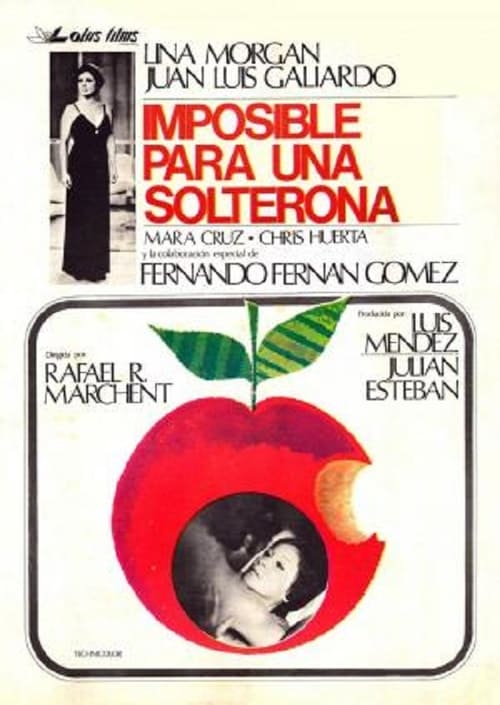 Lotus films
LINA MORGAN
JUAN LUIS GALIARDO
IMPOSIBLE
PARA UNA
SOLTERONA
MARA CRUZ • CHRIS HUERTA
y la colaboración especial de
FERNANDO FERNAN GOMEZ
Dirigida por
RAFAEL R.
MARCHENT
Producida por
LUIS
MENDEZ
JULIAN
ESTEBAN
TECHNICOLOR